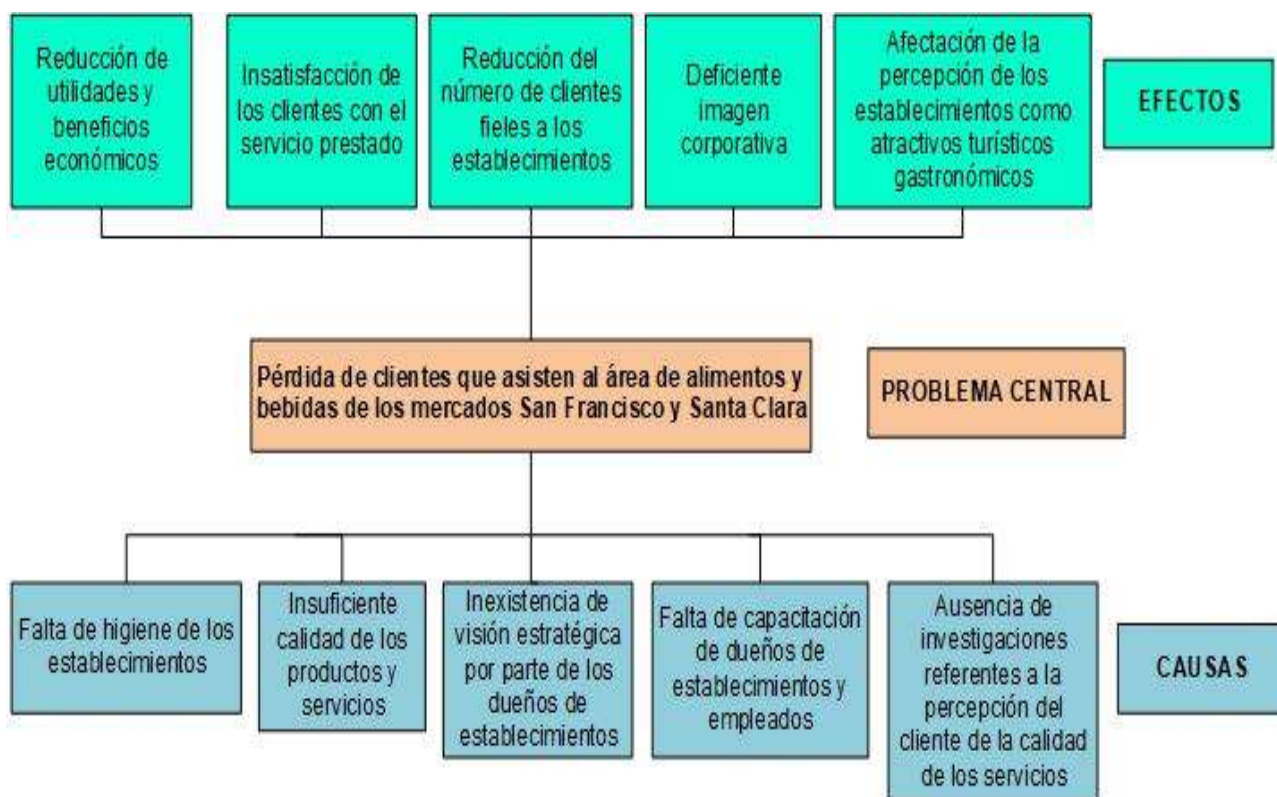 Reducción de
utilidades y
beneficios
económicos
Insatisfacción de
los clientes con el
servicio prestado
Reducción del
número de clientes
fieles a los
establecimientos
Deficiente
imagen
corporativa
Afectación de la
percepción de los
establecimientos como
atractivos turísticos
gastronómicos
EFECTOS
Pérdida de clientes que asisten al área de alimentos y
bebidas de los mercados San Francisco y Santa Clara
PROBLEMA CENTRAL
Falta de higiene de los
establecimientos
Insuficiente
calidad de los
productos y
servicios
Inexistencia de
visión estratégica
por parte de los
dueños de
establecimientos
Falta de capacitación
de dueños de
establecimientos y
empleados
Ausencia de
investigaciones
referentes a la
percepción del
cliente de la calidad
de los servicios
CAUSAS